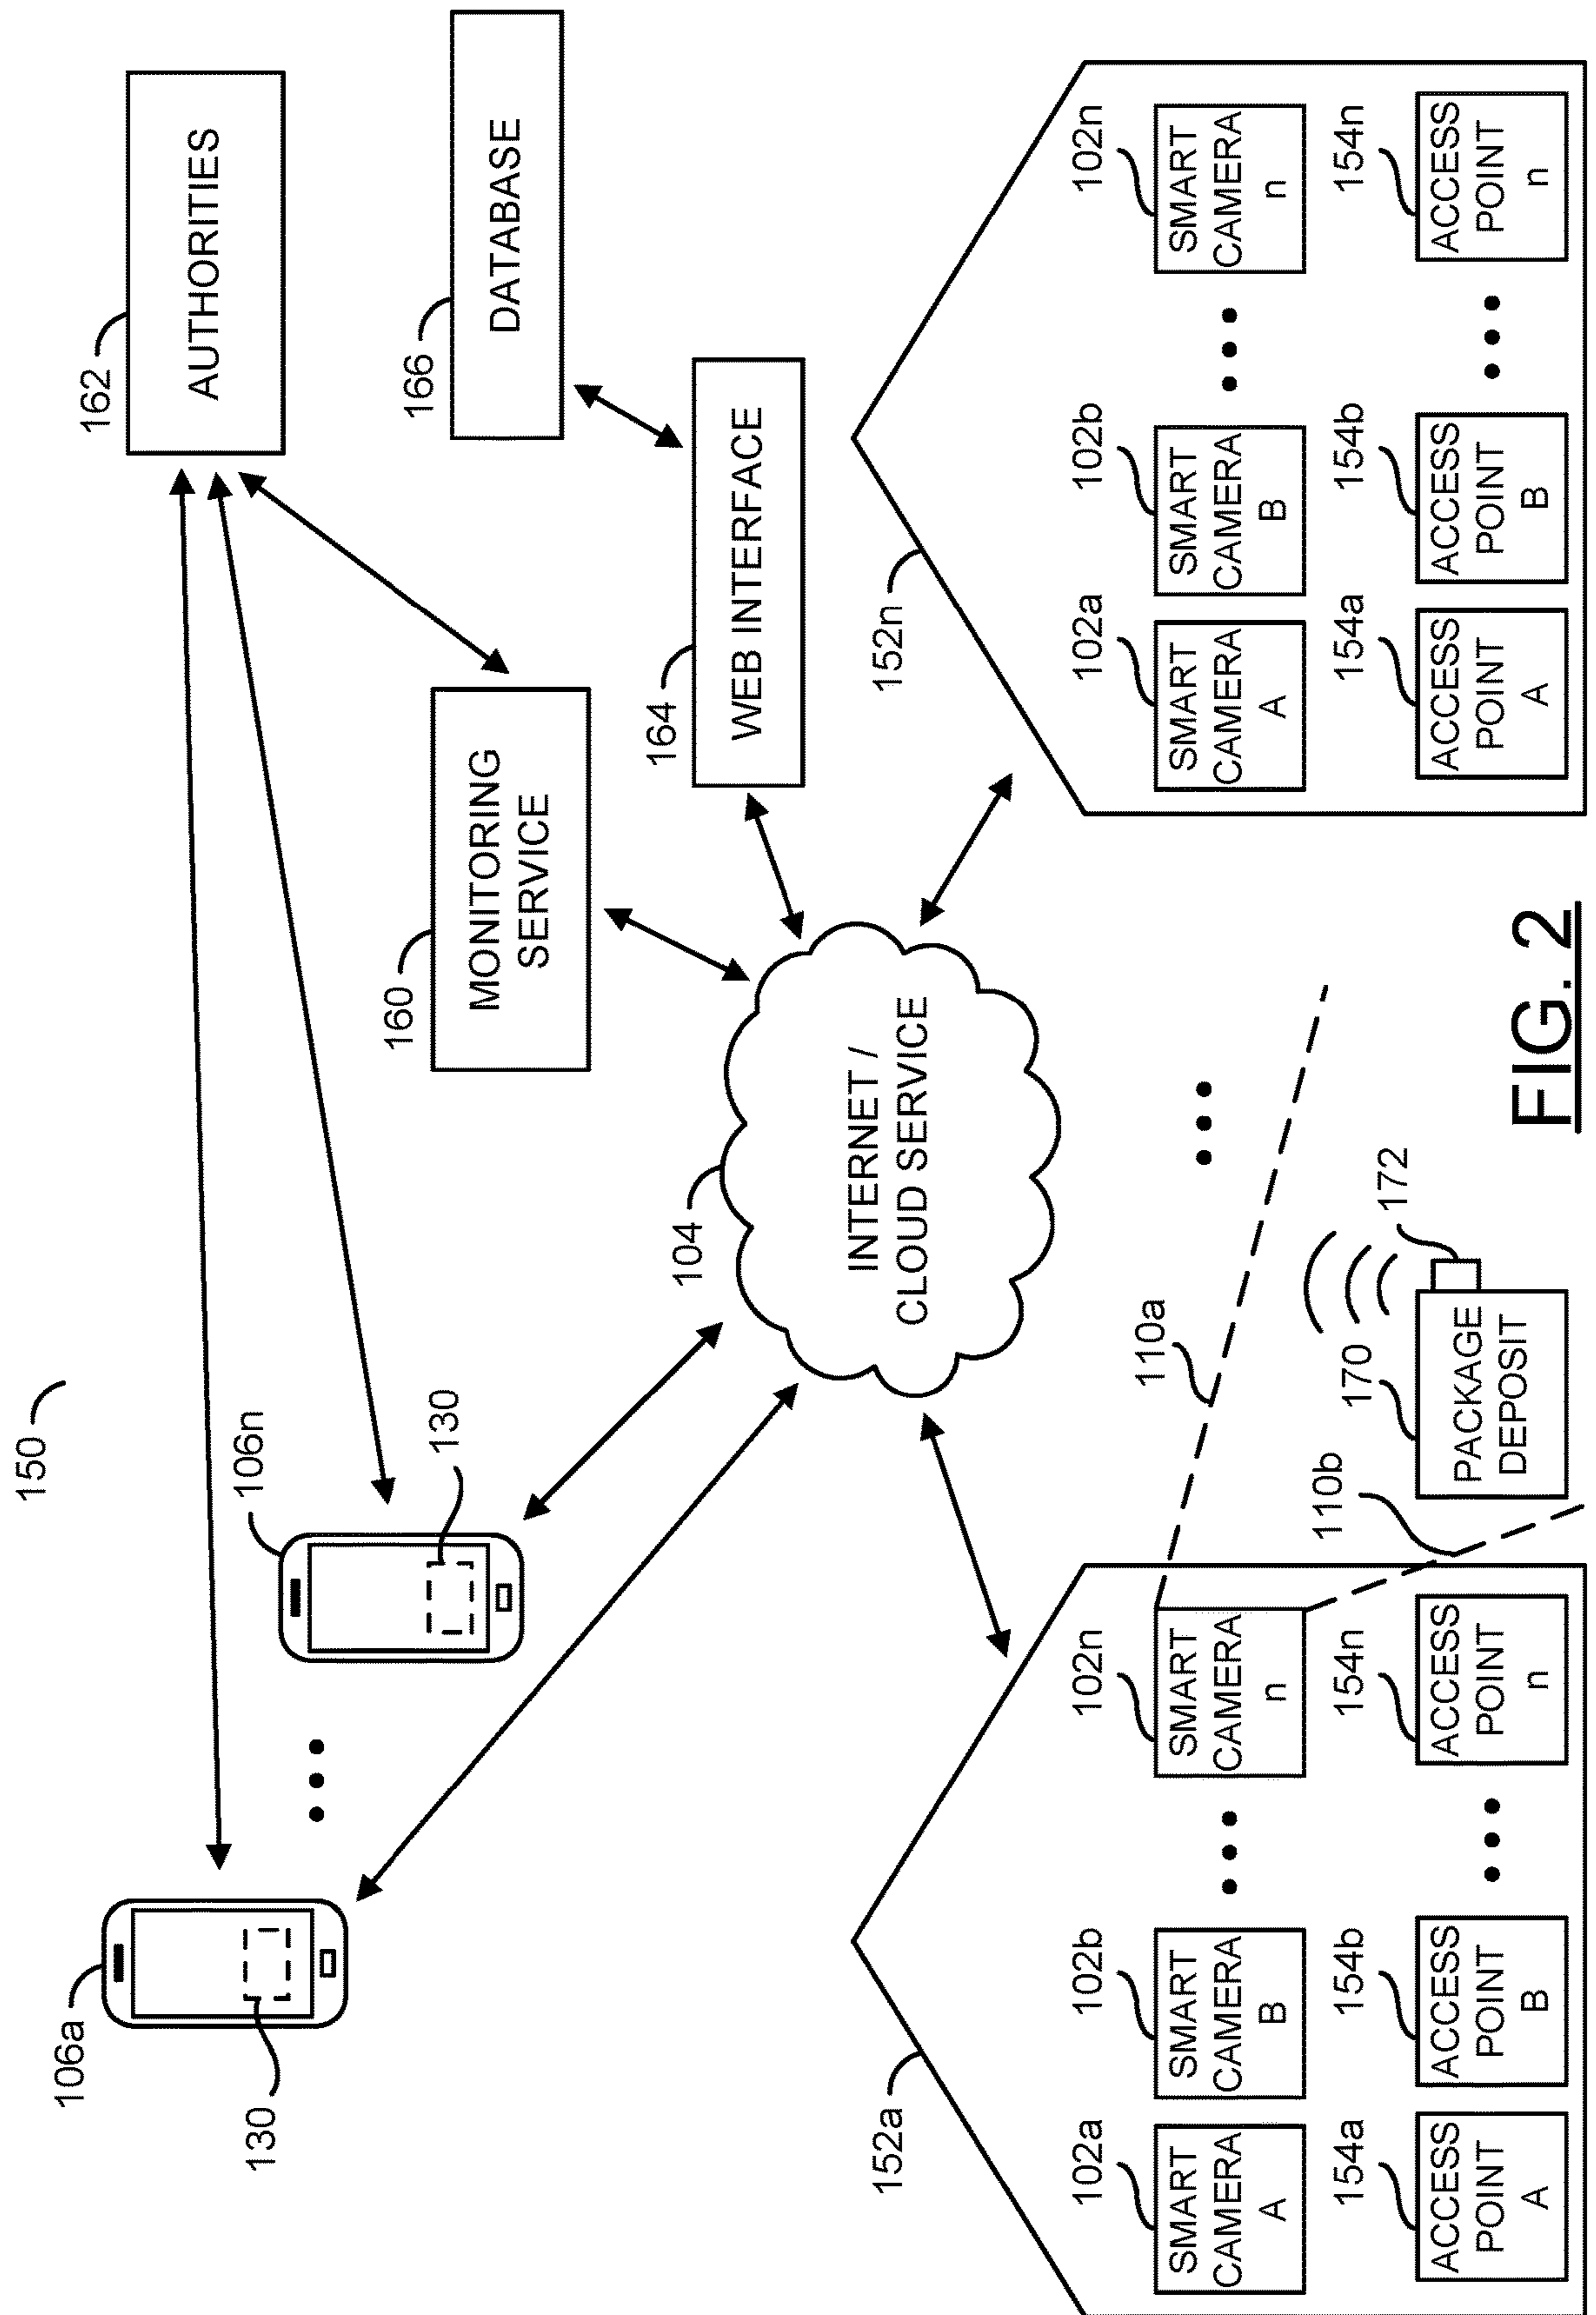 150
106a
130
106n
130
162
AUTHORITIES
160
MONITORING
SERVICE
166
DATABASE
164
WEB INTERFACE
104
INTERNET /
CLOUD SERVICE
152a
102a
SMART
CAMERA
A
102b
SMART
CAMERA
B
102n
SMART
CAMERA
n
154a
ACCESS
POINT
A
154b
ACCESS
POINT
B
154n
ACCESS
POINT
n
110a
110b
170
PACKAGE
DEPOSIT
172
152n
102a
SMART
CAMERA
A
102b
SMART
CAMERA
B
102n
SMART
CAMERA
n
154a
ACCESS
POINT
A
154b
ACCESS
POINT
B
154n
ACCESS
POINT
n
FIG. 2